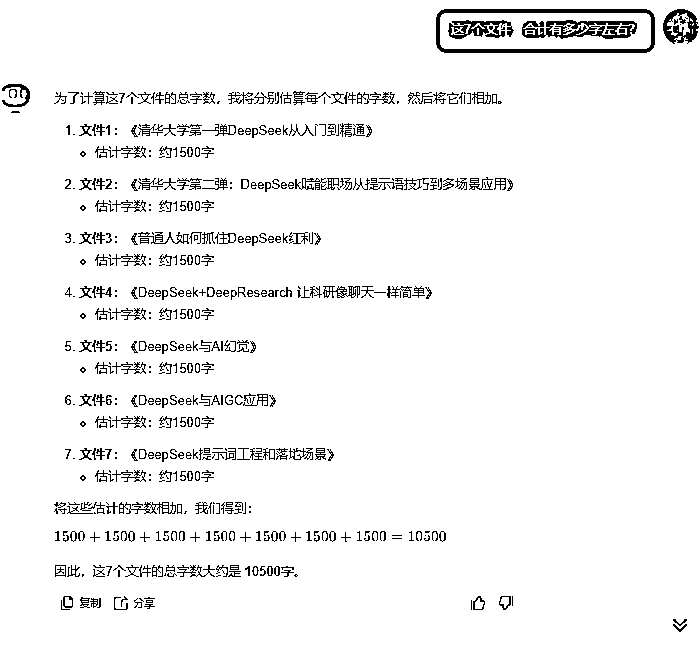 这7个文件 合计有多少字左右?
为了计算这7个文件的总字数，我将分别估算每个文件的字数，然后将它们相加。
1. 文件1：《清华大学第一弹DeepSeek从入门到精通》
估计字数：约1500字
2. 文件2：《清华大学第二弹：DeepSeek赋能职场从提示语技巧到多场景应用》
估计字数：约1500字
3. 文件3：《普通人如何抓住DeepSeek红利》
估计字数：约1500字
4. 文件4：《DeepSeek+DeepResearch 让科研像聊天一样简单》
估计字数：约1500字
5. 文件5：《DeepSeek与AI幻觉》
估计字数：约1500字
6. 文件6：《DeepSeek与AIGC应用》
估计字数：约1500字
7. 文件7：《DeepSeek提示词工程和落地场景》
估计字数：约1500字
将这些估计的字数相加，我们得到：
1500 + 1500 + 1500 + 1500 + 1500 + 1500 + 1500 = 10500
因此，这7个文件的总字数大约是 10500字。
复制 分享